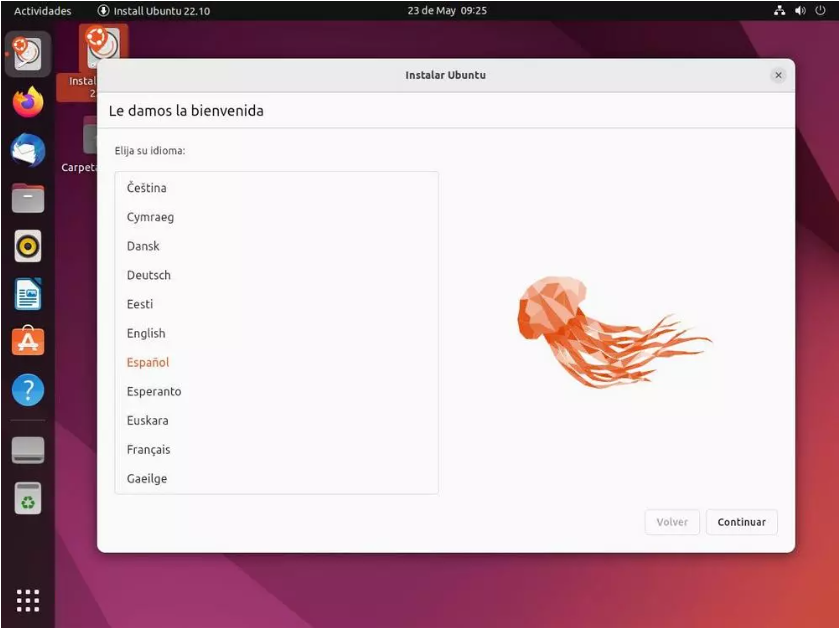 Actividades
Install Ubuntu 22.10
23 de May 09:25
Instalar Ubuntu
Instal
2
Carpeta
Le damos la bienvenida
Elija su idioma:
Čeština
Cymraeg
Dansk
Deutsch
Eesti
English
Español
Esperanto
Euskara
Français
Gaeilge
Volver
Continuar